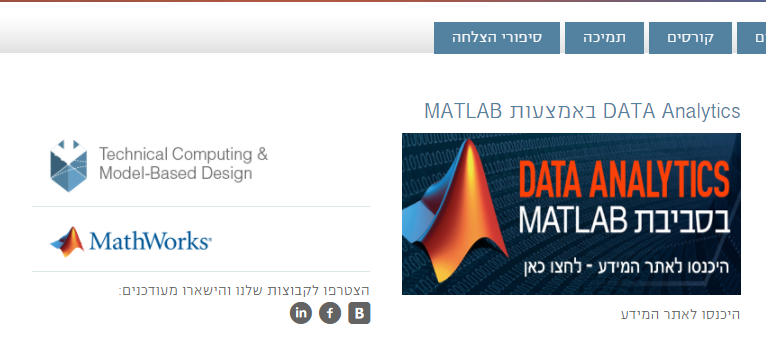 קורסים
תמיכה
סיפורי הצלחה
DATA Analytics באמצעות MATLAB
DATA ANALYTICS
בסביבת MATLAB
היכנסו לאתר המידע - לחצו כאן
היכנסו לאתר המידע
Technical Computing &
Model-Based Design
MathWorks®
הצטרפו לקבוצות שלנו והישארו מעודכנים:
in f B